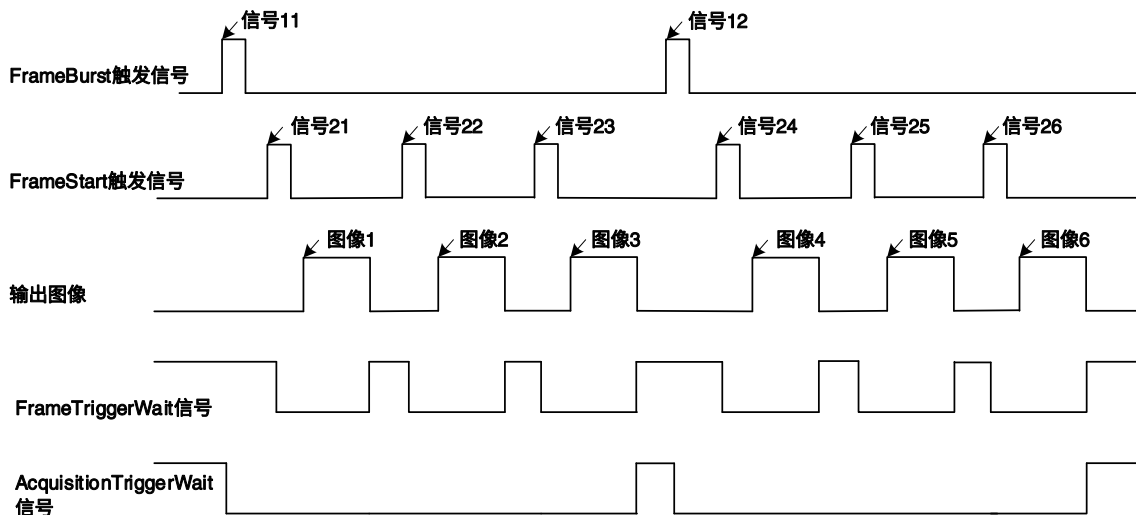 信号11
信号12
FrameBurst触发信号
信号21
信号22
信号23
信号24
信号25
信号26
FrameStart触发信号
图像1
图像2
图像3
图像4
图像5
图像6
输出图像
FrameTriggerWait信号
AcquisitionTriggerWait
信号